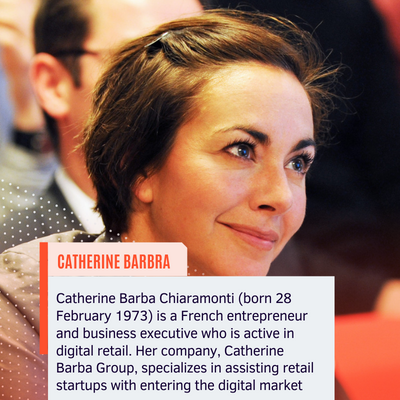 CATHERINE BARBRA
Catherine Barba Chiaramonti (born 28
February 1973) is a French entrepreneur
and business executive who is active in
digital retail. Her company, Catherine
Barba Group, specializes in assisting retail
startups with entering the digital market